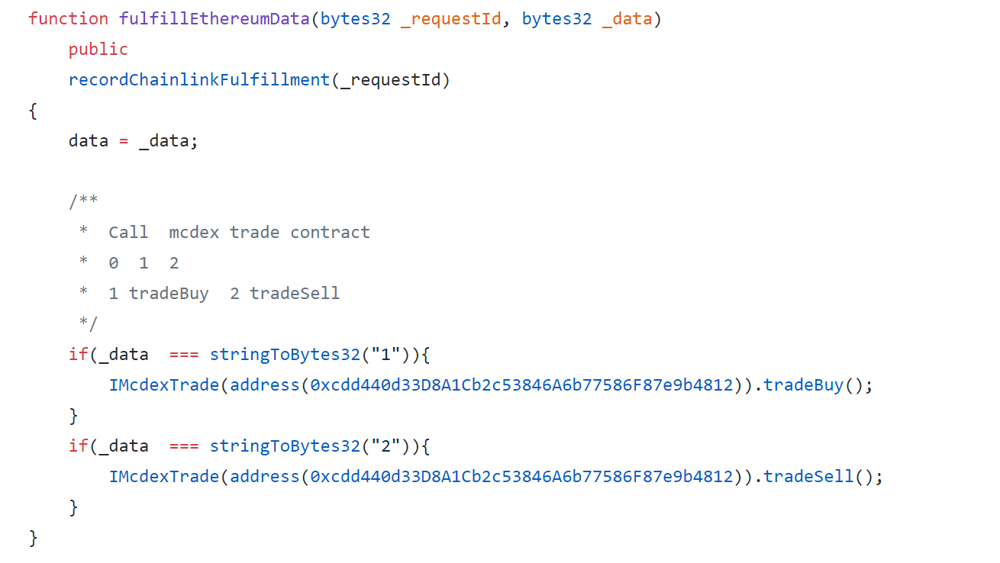 function fulfillEthereumData(bytes32 _requestId, bytes32 _data)
    public
    recordChainlinkFulfillment(_requestId)
{
    data = _data;

    /**
     *  Call  mcdex trade contract
     *  0  1  2
     *  1 tradeBuy  2 tradeSell
     */
    if(_data  === stringToBytes32("1")){
        IMcdexTrade(address(0xcdd440d33D8A1Cb2c53846A6b77586F87e9b4812)).tradeBuy();
    }
    if(_data  === stringToBytes32("2")){
        IMcdexTrade(address(0xcdd440d33D8A1Cb2c53846A6b77586F87e9b4812)).tradeSell();
    }
}